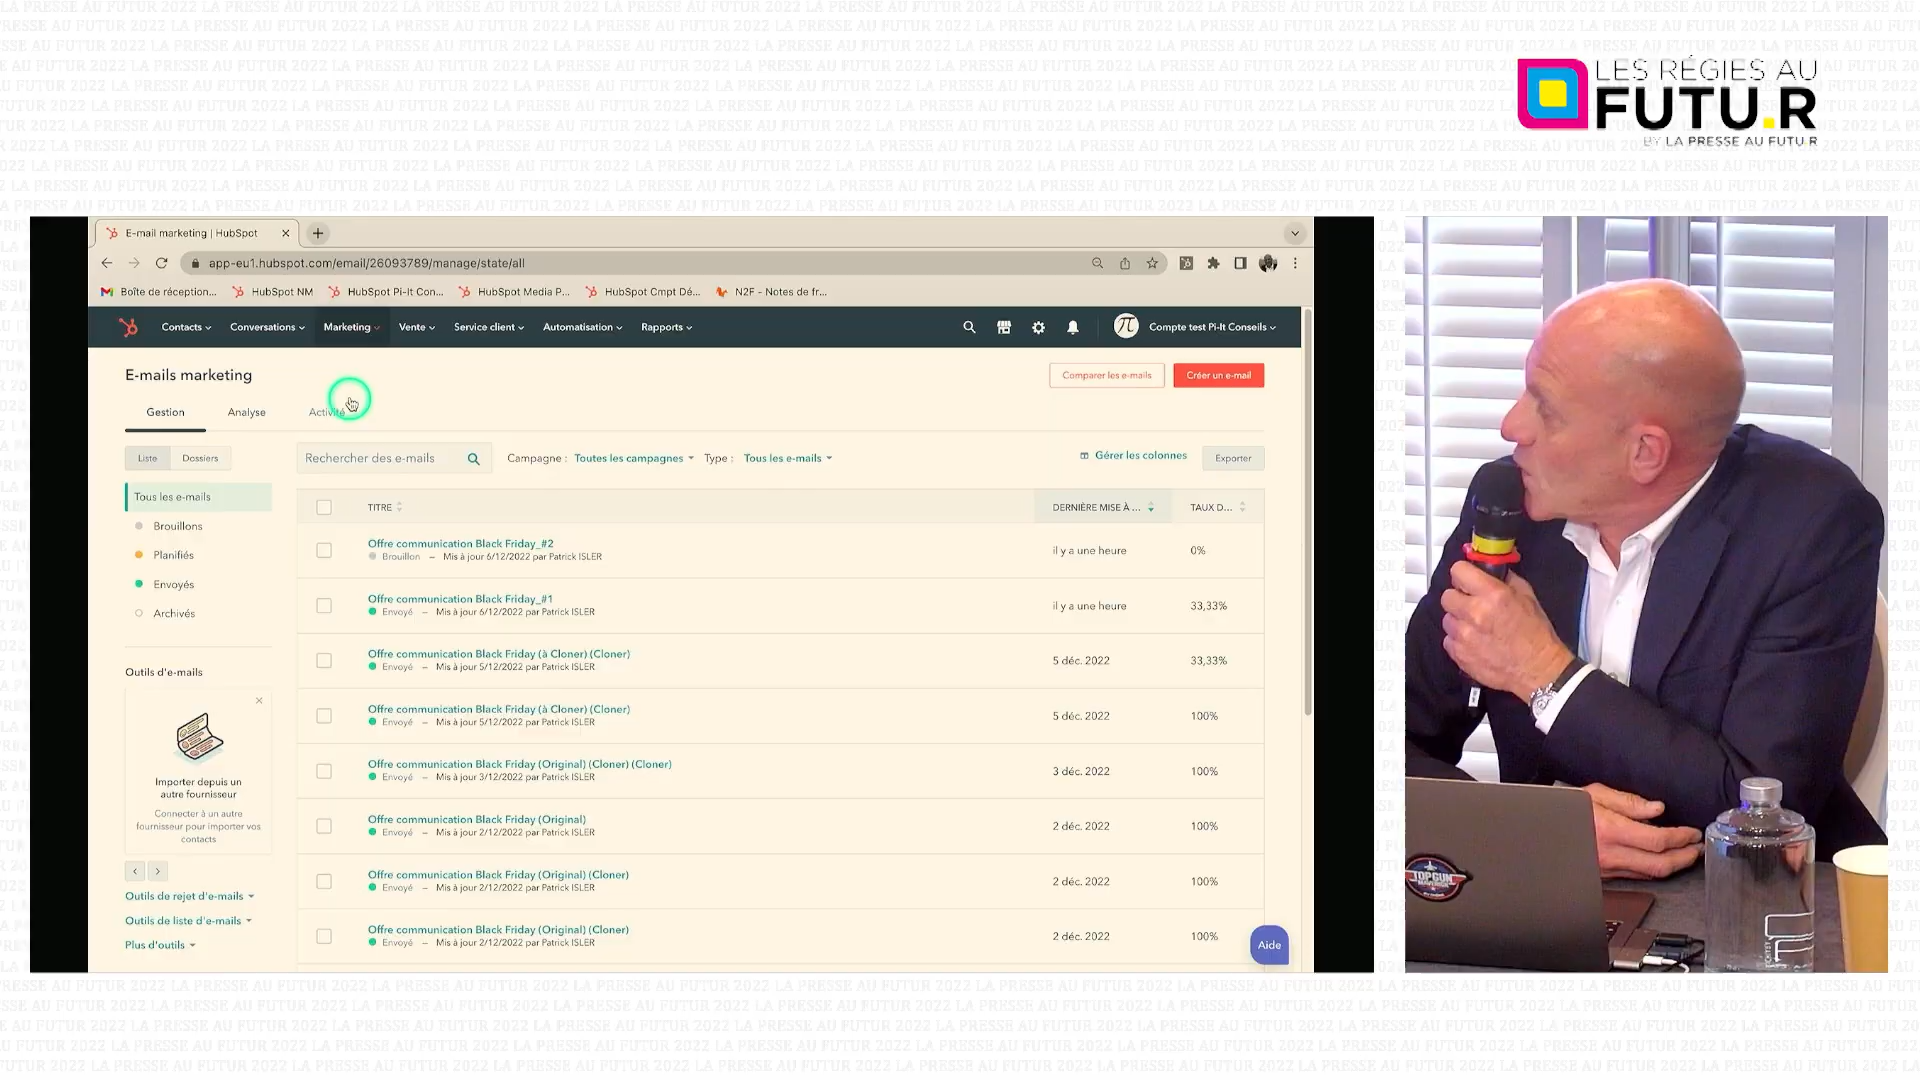 LES RÉGIES AU
FUTU.R
BY LA PRESSE AU FUTUR
E-mail marketing | HubSpot
app-eu1.hubspot.com/email/26093789/manage/state/all
Boîte de réception...
HubSpot NM
HubSpot Pi-It Con...
HubSpot Media P...
HubSpot Cmpt Dé...
N2F - Notes de fr...
Contacts
Conversations
Marketing
Vente
Service client
Automatisation
Rapports
Compte test Pi-It Conseils
E-mails marketing
Comparer les e-mails
Créer un e-mail
Gestion
Analyse
Activité
Liste
Dossiers
Rechercher des e-mails
Campagne : Toutes les campagnes
Type : Tous les e-mails
Gérer les colonnes
Exporter
Tous les e-mails
Brouillons
Planifiés
Envoyés
Archivés
Outils d'e-mails
Importer depuis un
autre fournisseur
Connecter à un autre
fournisseur pour importer vos
contacts
Outils de rejet d'e-mails
Outils de liste d'e-mails
Plus d'outils
TITRE
DERNIÈRE MISE À ...
TAUX D...
Offre communication Black Friday_#2
Brouillon – Mis à jour 6/12/2022 par Patrick ISLER
il y a une heure
0%
Offre communication Black Friday_#1
Envoyé – Mis à jour 6/12/2022 par Patrick ISLER
il y a une heure
33,33%
Offre communication Black Friday (à Cloner) (Cloner)
Envoyé – Mis à jour 5/12/2022 par Patrick ISLER
5 déc. 2022
33,33%
Offre communication Black Friday (à Cloner) (Cloner)
Envoyé – Mis à jour 5/12/2022 par Patrick ISLER
5 déc. 2022
100%
Offre communication Black Friday (Original) (Cloner) (Cloner)
Envoyé – Mis à jour 3/12/2022 par Patrick ISLER
3 déc. 2022
100%
Offre communication Black Friday (Original)
Envoyé – Mis à jour 2/12/2022 par Patrick ISLER
2 déc. 2022
100%
Offre communication Black Friday (Original) (Cloner)
Envoyé – Mis à jour 2/12/2022 par Patrick ISLER
2 déc. 2022
100%
Offre communication Black Friday (Original) (Cloner)
Envoyé – Mis à jour 2/12/2022 par Patrick ISLER
2 déc. 2022
100%
Aide
TOPGUN
MAVERICK